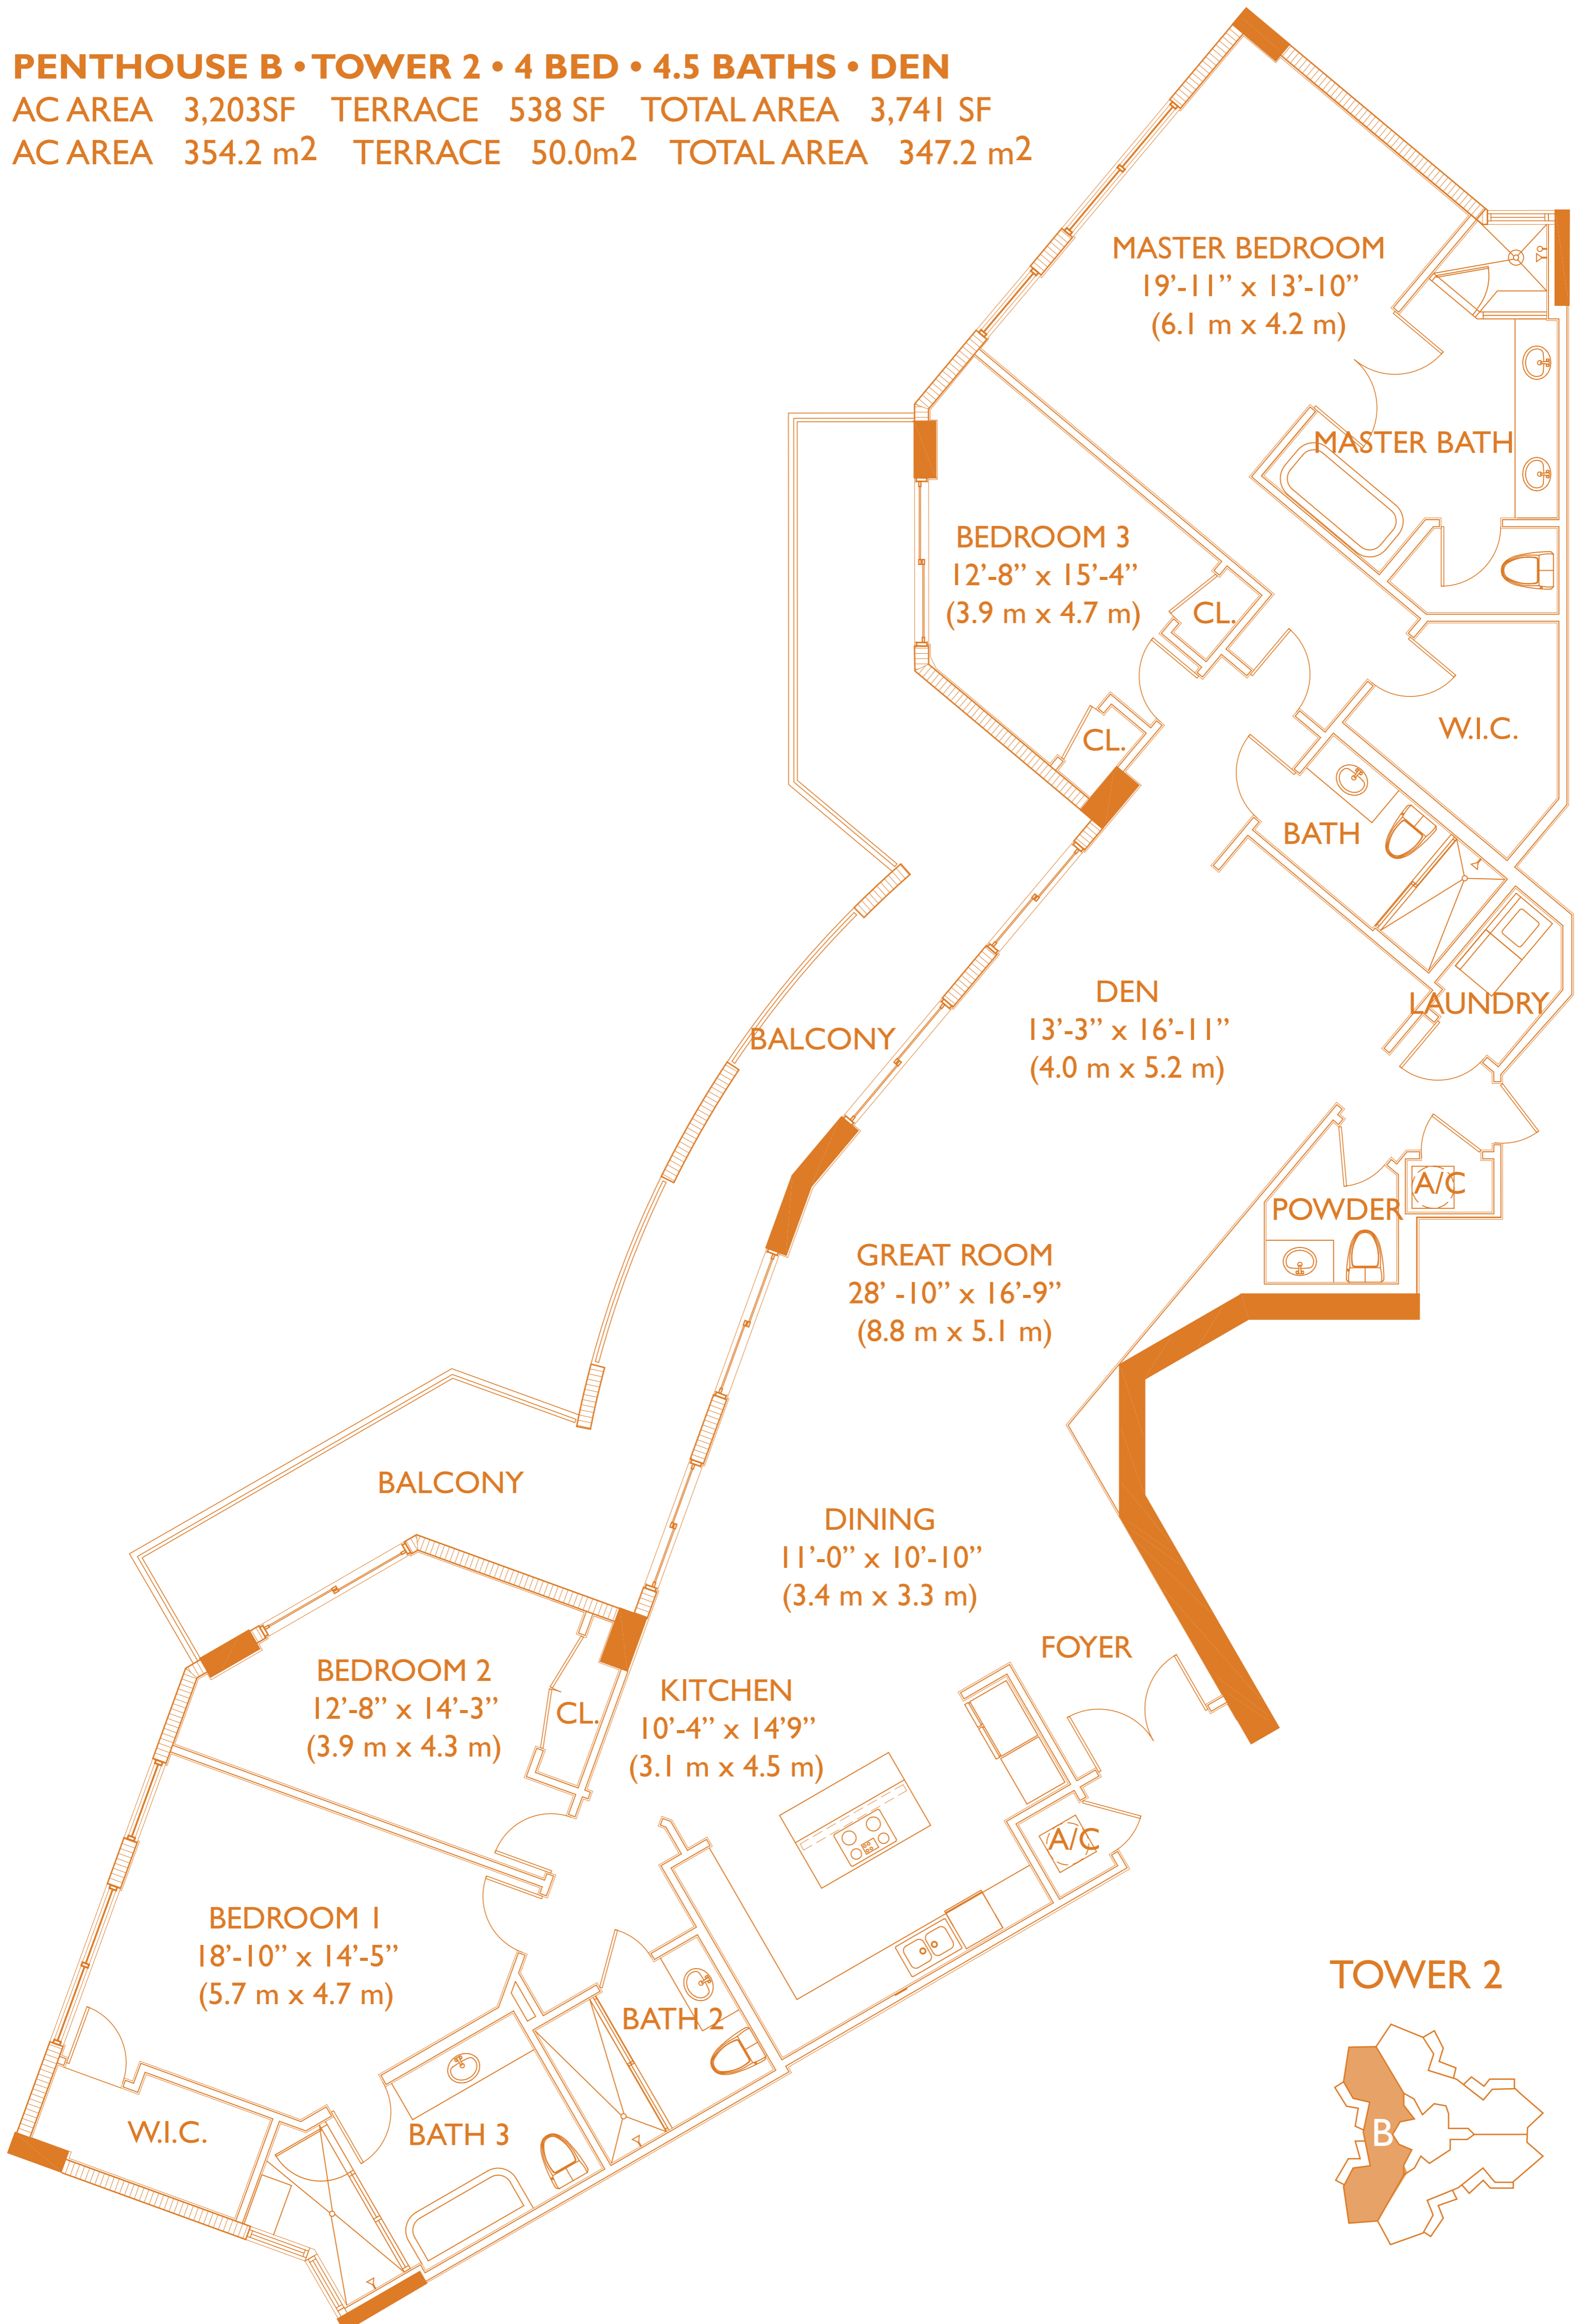 PENTHOUSE B • TOWER 2 • 4 BED • 4.5 BATHS • DEN
AC AREA 3,203SF TERRACE 538 SF TOTAL AREA 3,741 SF
AC AREA 354.2 m2 TERRACE 50.0m2 TOTAL AREA 347.2 m2
MASTER BEDROOM
19’-11” x 13’-10”
(6.1 m x 4.2 m)
MASTER BATH
BEDROOM 3
12’-8” x 15’-4”
(3.9 m x 4.7 m)
CL.
CL.
W.I.C.
BATH
DEN
13’-3” x 16’-11”
(4.0 m x 5.2 m)
LAUNDRY
BALCONY
A/C
POWDER
GREAT ROOM
28’ -10” x 16’-9”
(8.8 m x 5.1 m)
BALCONY
DINING
11’-0” x 10’-10”
(3.4 m x 3.3 m)
FOYER
BEDROOM 2
12’-8” x 14’-3”
(3.9 m x 4.3 m)
CL.
KITCHEN
10’-4” x 14’9”
(3.1 m x 4.5 m)
A/C
BEDROOM 1
18’-10” x 14’-5”
(5.7 m x 4.7 m)
BATH 2
W.I.C.
BATH 3
TOWER 2
B